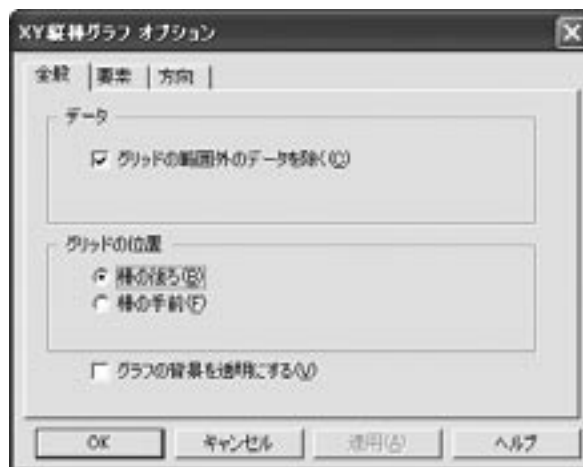 XY縦棒グラフ オプション
全般 要素 方向
データ
グリッドの範囲外のデータを除く(C)
グリッドの位置
棒の後ろ(B)
棒の手前(F)
グラフの背景を透明にする(V)
OK キャンセル 適用(A) ヘルプ